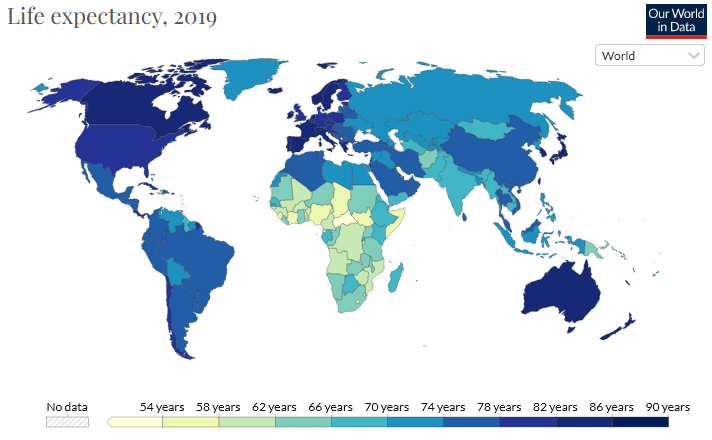 Life expectancy, 2019
Our World
in Data
World
No data
54 years
58 years
62 years
66 years
70 years
74 years
78 years
82 years
86 years
90 years